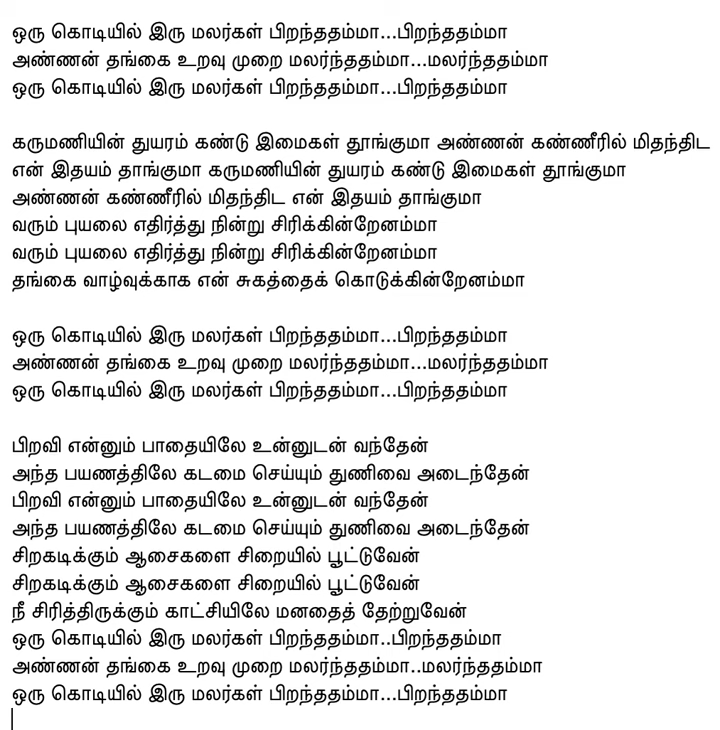 ஒரு கொடியில் இரு மலர்கள் பிறந்ததம்மா...பிறந்ததம்மா
அண்ணன் தங்கை உறவு முறை மலர்ந்ததம்மா...மலர்ந்ததம்மா
ஒரு கொடியில் இரு மலர்கள் பிறந்ததம்மா...பிறந்ததம்மா
கருமணியின் துயரம் கண்டு இமைகள் தூங்குமா அண்ணன் கண்ணீரில் மிதந்திட
என் இதயம் தாங்குமா கருமணியின் துயரம் கண்டு இமைகள் தூங்குமா
அண்ணன் கண்ணீரில் மிதந்திட என் இதயம் தாங்குமா
வரும் புயலை எதிர்த்து நின்று சிரிக்கின்றேனம்மா
வரும் புயலை எதிர்த்து நின்று சிரிக்கின்றேனம்மா
தங்கை வாழ்வுக்காக என் சுகத்தைக் கொடுக்கின்றேனம்மா
ஒரு கொடியில் இரு மலர்கள் பிறந்ததம்மா...பிறந்ததம்மா
அண்ணன் தங்கை உறவு முறை மலர்ந்ததம்மா...மலர்ந்ததம்மா
ஒரு கொடியில் இரு மலர்கள் பிறந்ததம்மா...பிறந்ததம்மா
பிறவி என்னும் பாதையிலே உன்னுடன் வந்தேன்
அந்த பயணத்திலே கடமை செய்யும் துணிவை அடைந்தேன்
பிறவி என்னும் பாதையிலே உன்னுடன் வந்தேன்
அந்த பயணத்திலே கடமை செய்யும் துணிவை அடைந்தேன்
சிறகடிக்கும் ஆசைகளை சிறையில் பூட்டுவேன்
சிறகடிக்கும் ஆசைகளை சிறையில் பூட்டுவேன்
நீ சிரித்திருக்கும் காட்சியிலே மனதைத் தேற்றுவேன்
ஒரு கொடியில் இரு மலர்கள் பிறந்ததம்மா..பிறந்ததம்மா
அண்ணன் தங்கை உறவு முறை மலர்ந்ததம்மா..மலர்ந்ததம்மா
ஒரு கொடியில் இரு மலர்கள் பிறந்ததம்மா...பிறந்ததம்மா